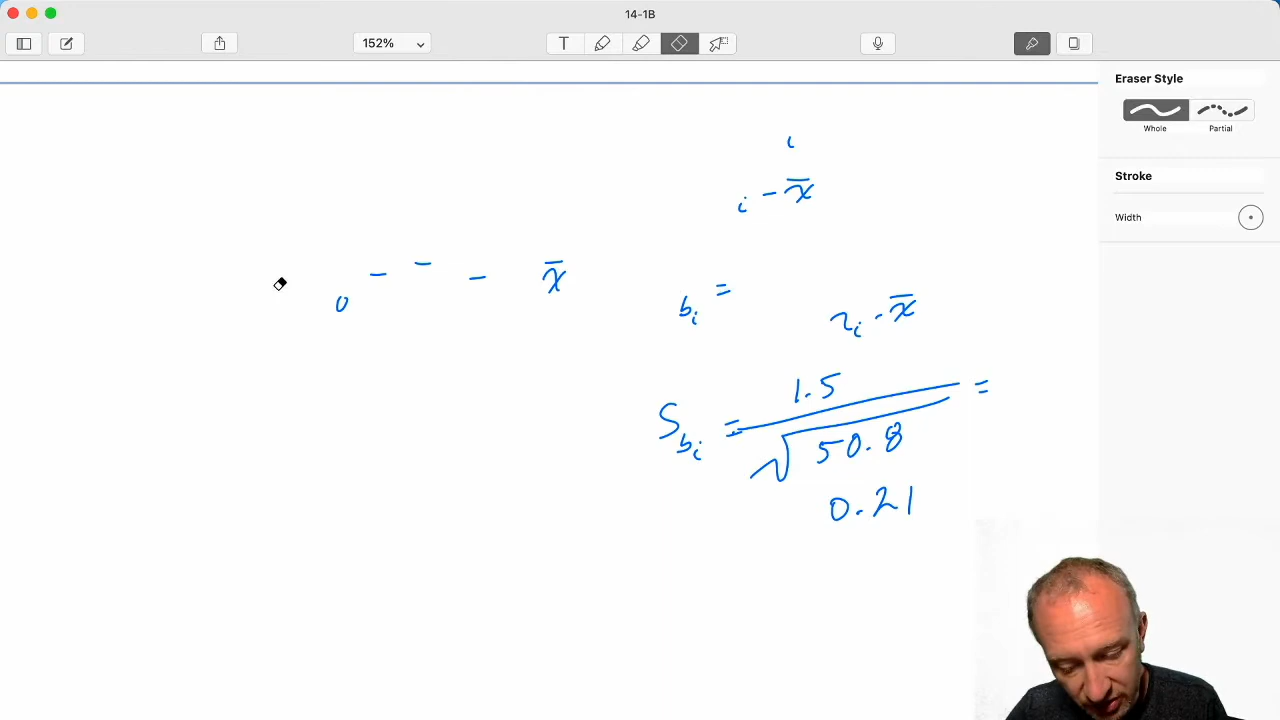 14-1B
152%
T
Eraser Style
Whole Partial
Stroke
Width
i
i - x̄
0 - - - x̄
bᵢ =
xᵢ - x̄
S_bᵢ = 1.5 / √50.8 =
0.21